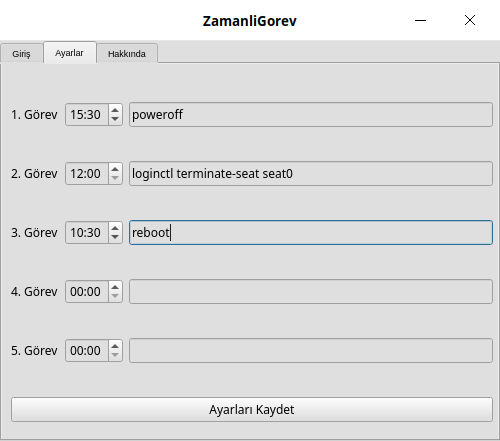 ZamanliGorev
Giriş Ayarlar Hakkında
1. Görev 15:30 poweroff
2. Görev 12:00 loginctl terminate-seat seat0
3. Görev 10:30 reboot
4. Görev 00:00
5. Görev 00:00
Ayarları Kaydet